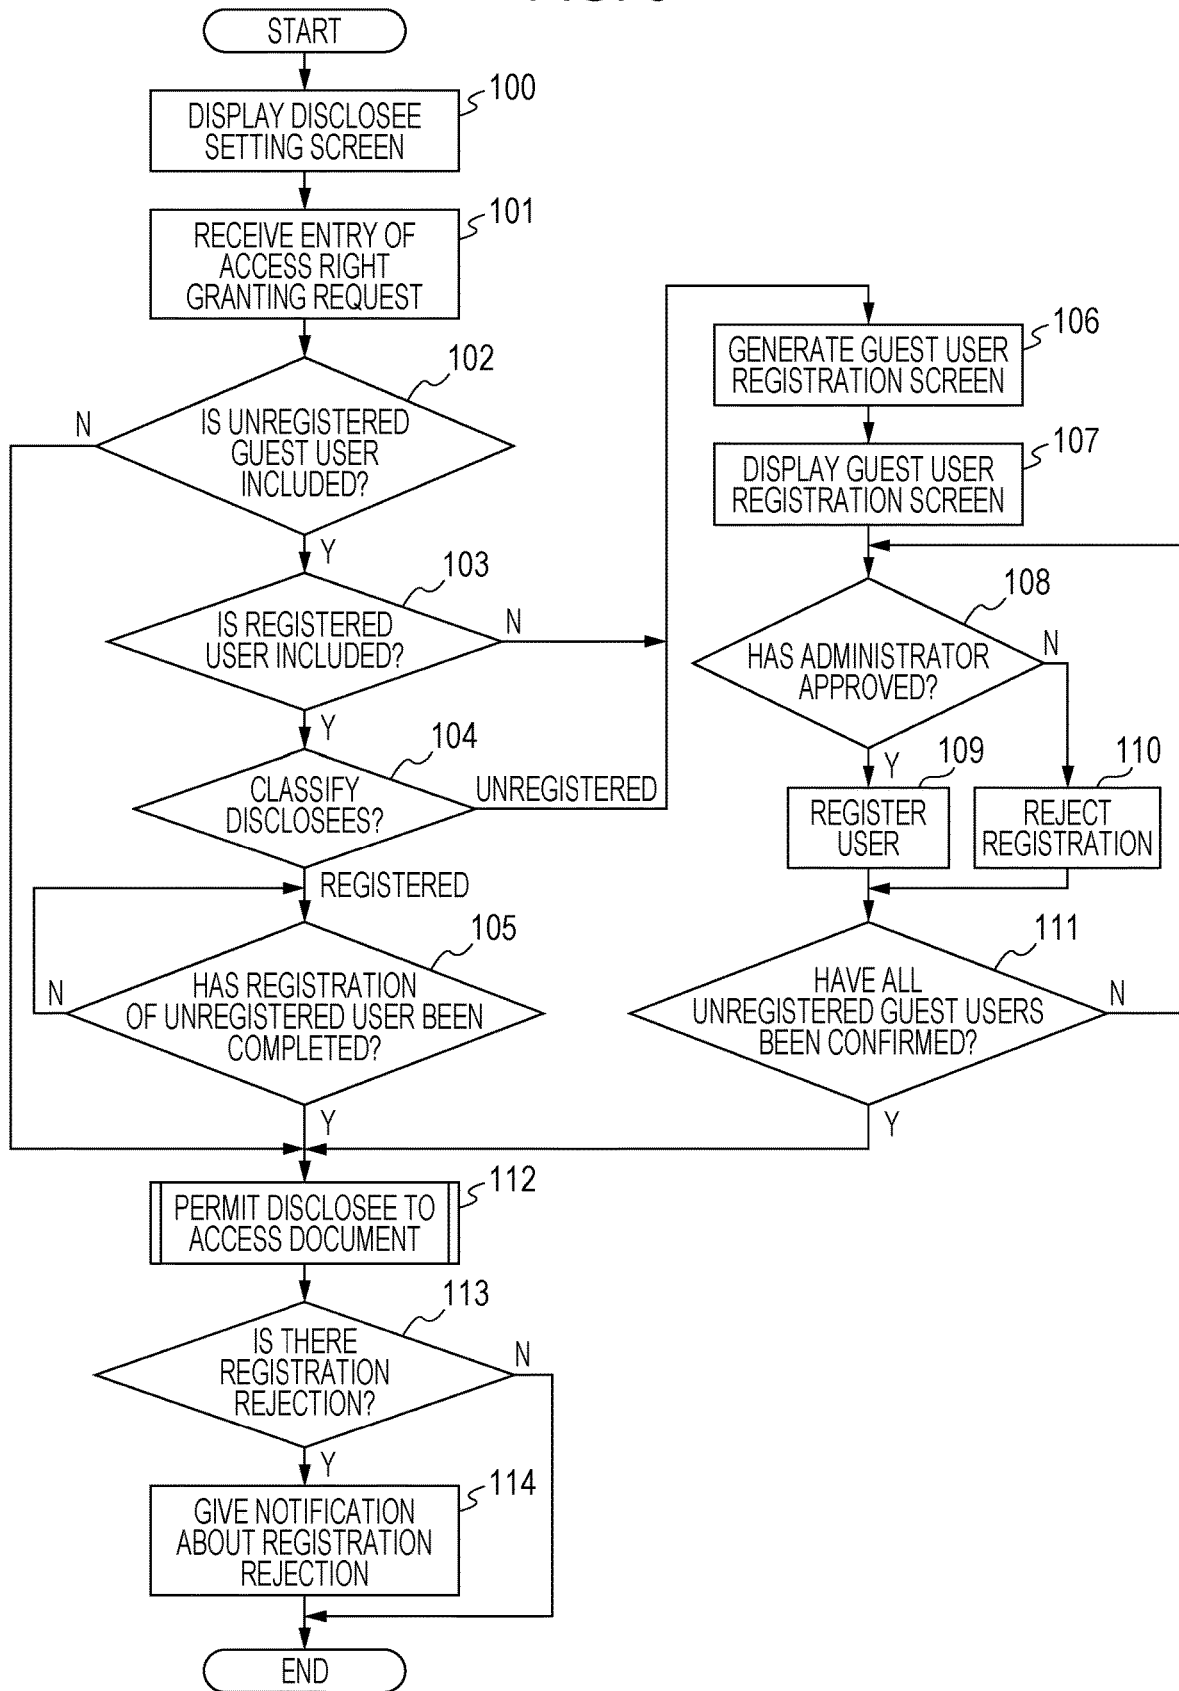 START
100
DISPLAY DISCLOSEE
SETTING SCREEN
101
RECEIVE ENTRY OF
ACCESS RIGHT
GRANTING REQUEST
102
N
IS UNREGISTERED
GUEST USER
INCLUDED?
Y
103
IS REGISTERED
USER INCLUDED?
N
Y
104
CLASSIFY
DISCLOSEES?
UNREGISTERED
REGISTERED
105
HAS REGISTRATION
OF UNREGISTERED USER BEEN
COMPLETED?
N
Y
106
GENERATE GUEST USER
REGISTRATION SCREEN
107
DISPLAY GUEST USER
REGISTRATION SCREEN
108
HAS ADMINISTRATOR
APPROVED?
N
Y
109
REGISTER
USER
110
REJECT
REGISTRATION
111
HAVE ALL
UNREGISTERED GUEST USERS
BEEN CONFIRMED?
N
Y
112
PERMIT DISCLOSEE TO
ACCESS DOCUMENT
113
IS THERE
REGISTRATION
REJECTION?
N
Y
114
GIVE NOTIFICATION
ABOUT REGISTRATION
REJECTION
END